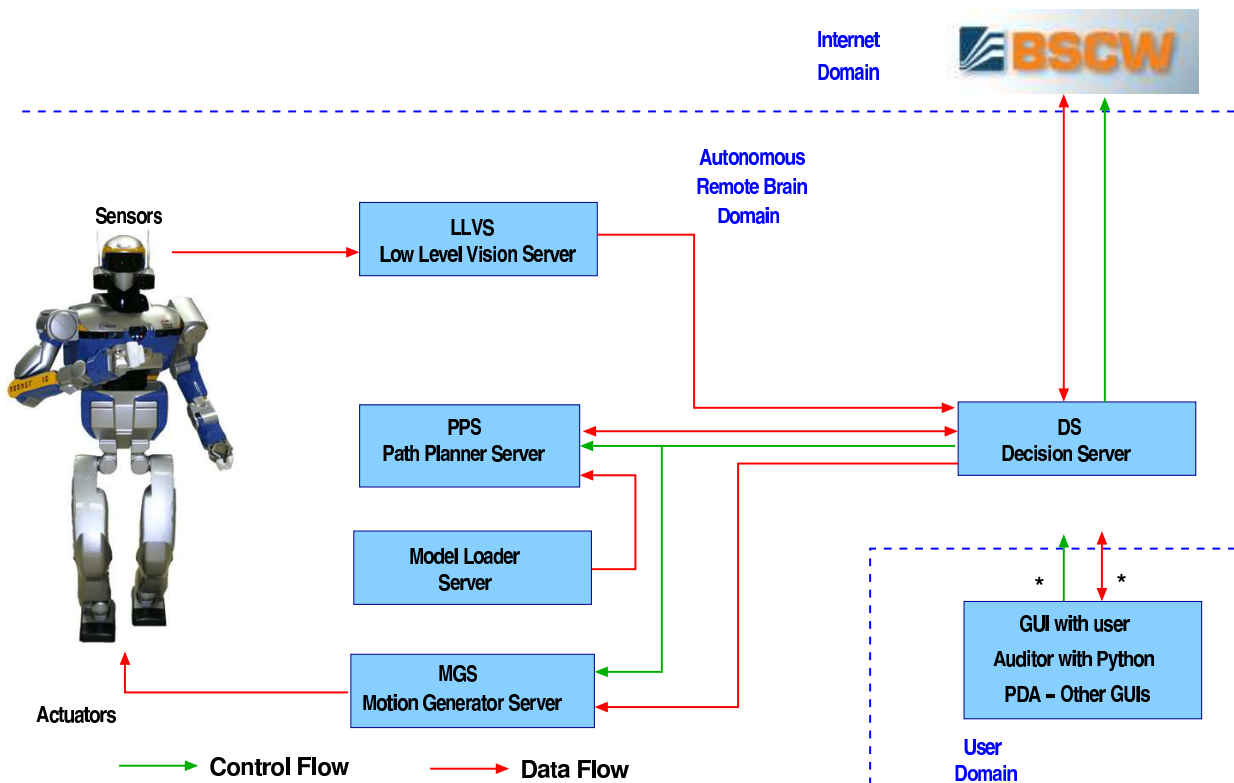 Internet
Domain
BSCW
Autonomous
Remote Brain
Domain
Sensors
LLVS
Low Level Vision Server
PPS
Path Planner Server
DS
Decision Server
Model Loader
Server
* *
GUI with user
Auditor with Python
PDA – Other GUIs
MGS
Motion Generator Server
Actuators
User
Domain
Control Flow
Data Flow